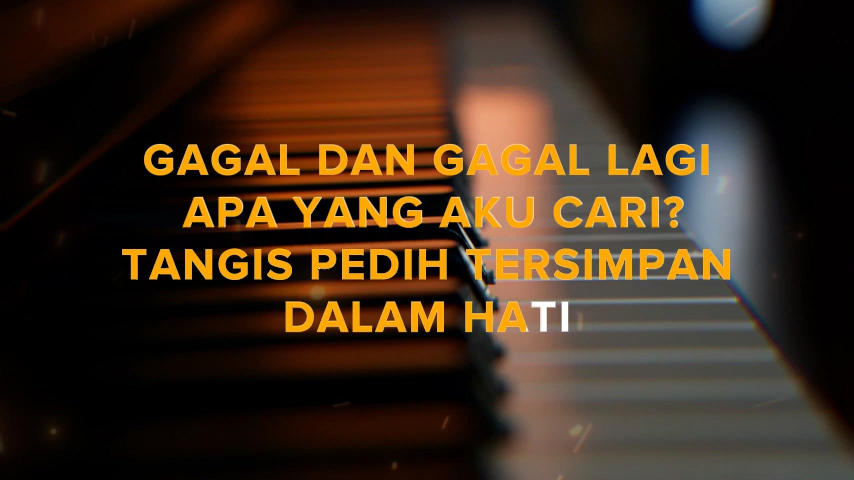 GAGAL DAN GAGAL LAGI
APA YANG AKU CARI?
TANGIS PEDIH TERSIMPAN
DALAM HATI